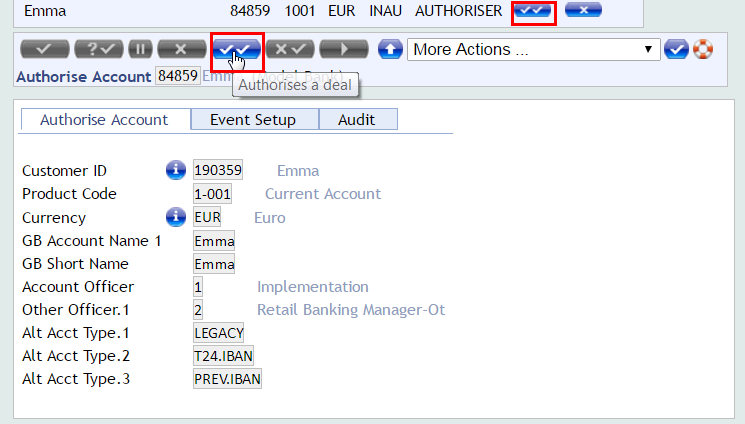 Emma 84859 1001 EUR INAU AUTHORISER
More Actions ...
Authorise Account 84859
Authorises a deal
Authorise Account Event Setup Audit
Customer ID 190359 Emma
Product Code 1-001 Current Account
Currency EUR Euro
GB Account Name 1 Emma
GB Short Name Emma
Account Officer 1 Implementation
Other Officer.1 2 Retail Banking Manager-Ot
Alt Acct Type.1 LEGACY
Alt Acct Type.2 T24.IBAN
Alt Acct Type.3 PREV.IBAN